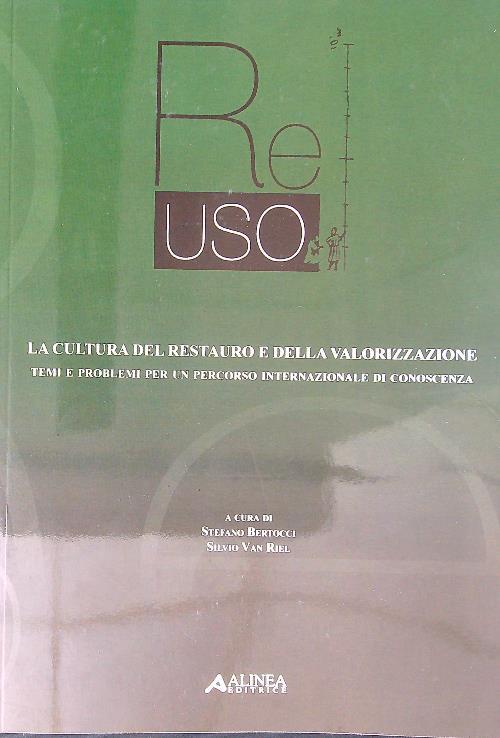 Re
USO
LA CULTURA DEL RESTAURO E DELLA VALORIZZAZIONE
TEMI E PROBLEMI PER UN PERCORSO INTERNAZIONALE DI CONOSCENZA
A CURA DI
STEFANO BERTOCCI
SILVIO VAN RIEL
ALINEA
EDITRICE